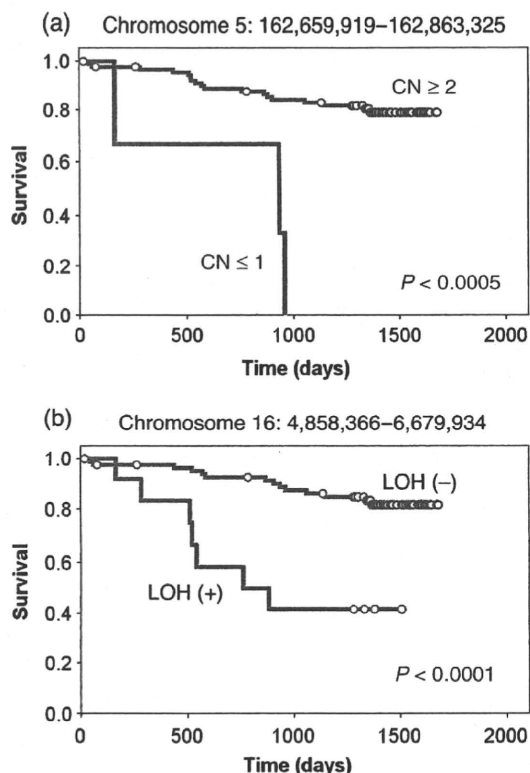 (a) Chromosome 5: 162,659,919–162,863,325
1.0
0.8
0.6
0.4
0.2
0.0
Survival
CN ≥ 2
CN ≤ 1
P < 0.0005
0 500 1000 1500 2000
Time (days)
(b) Chromosome 16: 4,858,366–6,679,934
1.0
0.8
0.6
0.4
0.2
0.0
Survival
LOH (–)
LOH (+)
P < 0.0001
0 500 1000 1500 2000
Time (days)